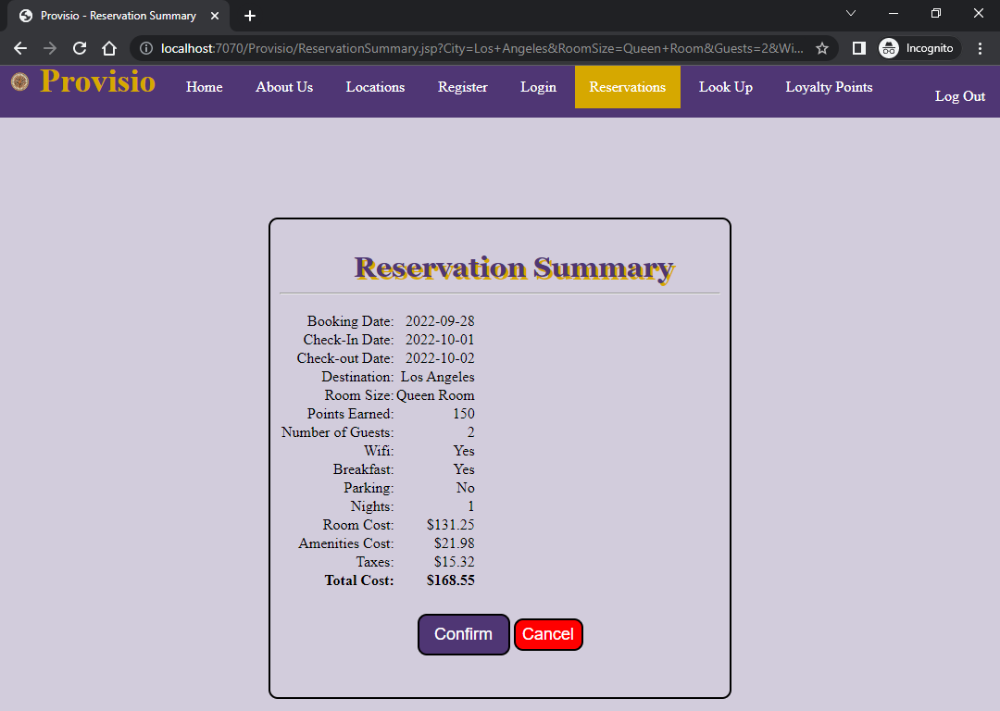 Provisio - Reservation Summary
localhost:7070/Provisio/ReservationSummary.jsp?City=Los+Angeles&RoomSize=Queen+Room&Guests=2&Wi...
Incognito
Provisio
Home About Us Locations Register Login Reservations Look Up Loyalty Points
Log Out
Reservation Summary
Booking Date: 2022-09-28
Check-In Date: 2022-10-01
Check-out Date: 2022-10-02
Destination: Los Angeles
Room Size: Queen Room
Points Earned: 150
Number of Guests: 2
Wifi: Yes
Breakfast: Yes
Parking: No
Nights: 1
Room Cost: $131.25
Amenities Cost: $21.98
Taxes: $15.32
Total Cost: $168.55
Confirm Cancel